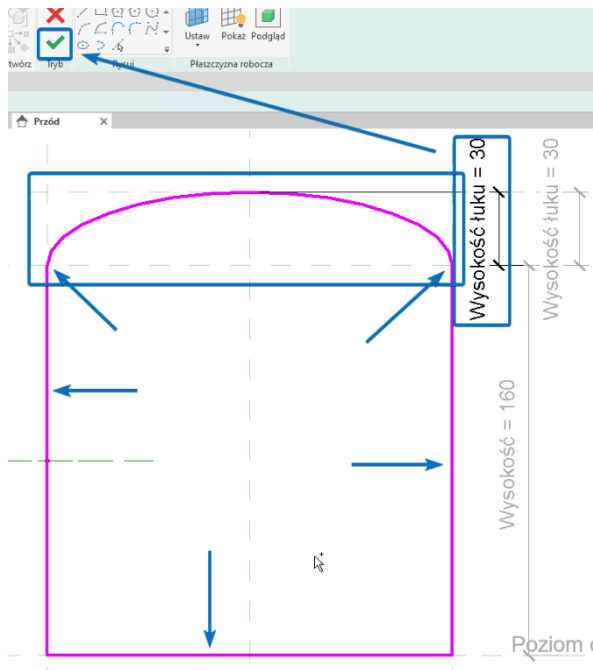 Ustaw Pokaż Podgląd
twórz Tryb Rysuj Płaszczyzna robocza
Przód
Wysokość łuku = 30
Wysokość łuku = 30
Wysokość = 160
Poziom